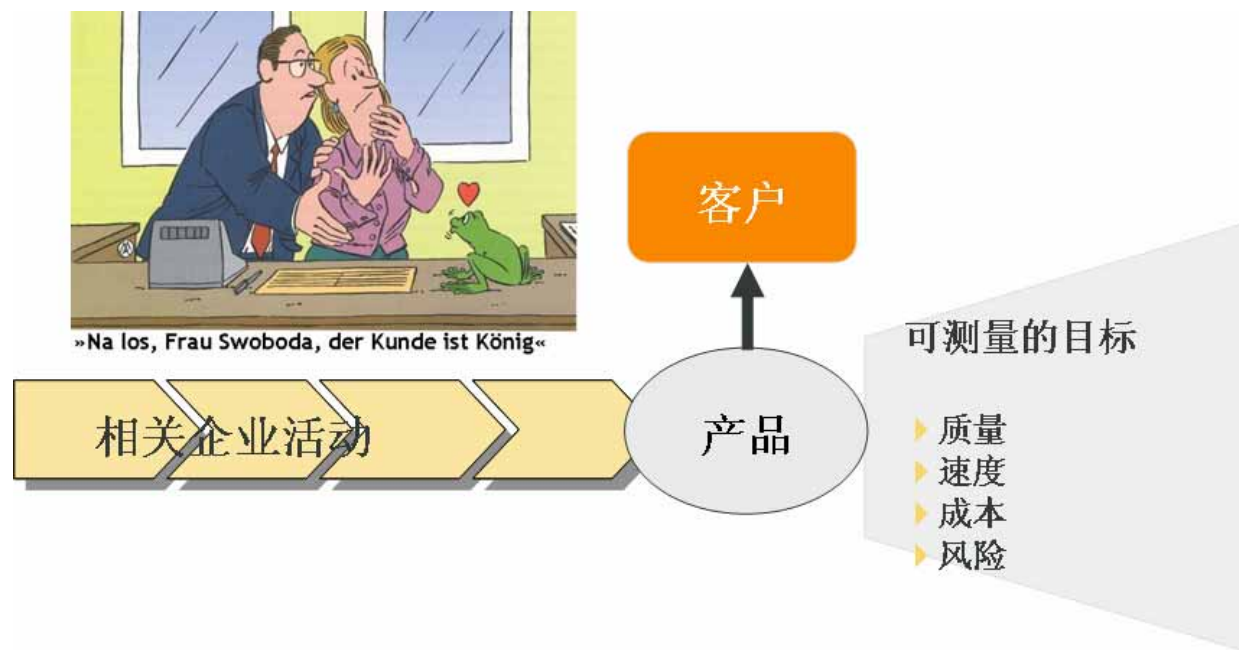 »Na los, Frau Swoboda, der Kunde ist König«
客户
相关企业活动
产品
可测量的目标
质量
速度
成本
风险